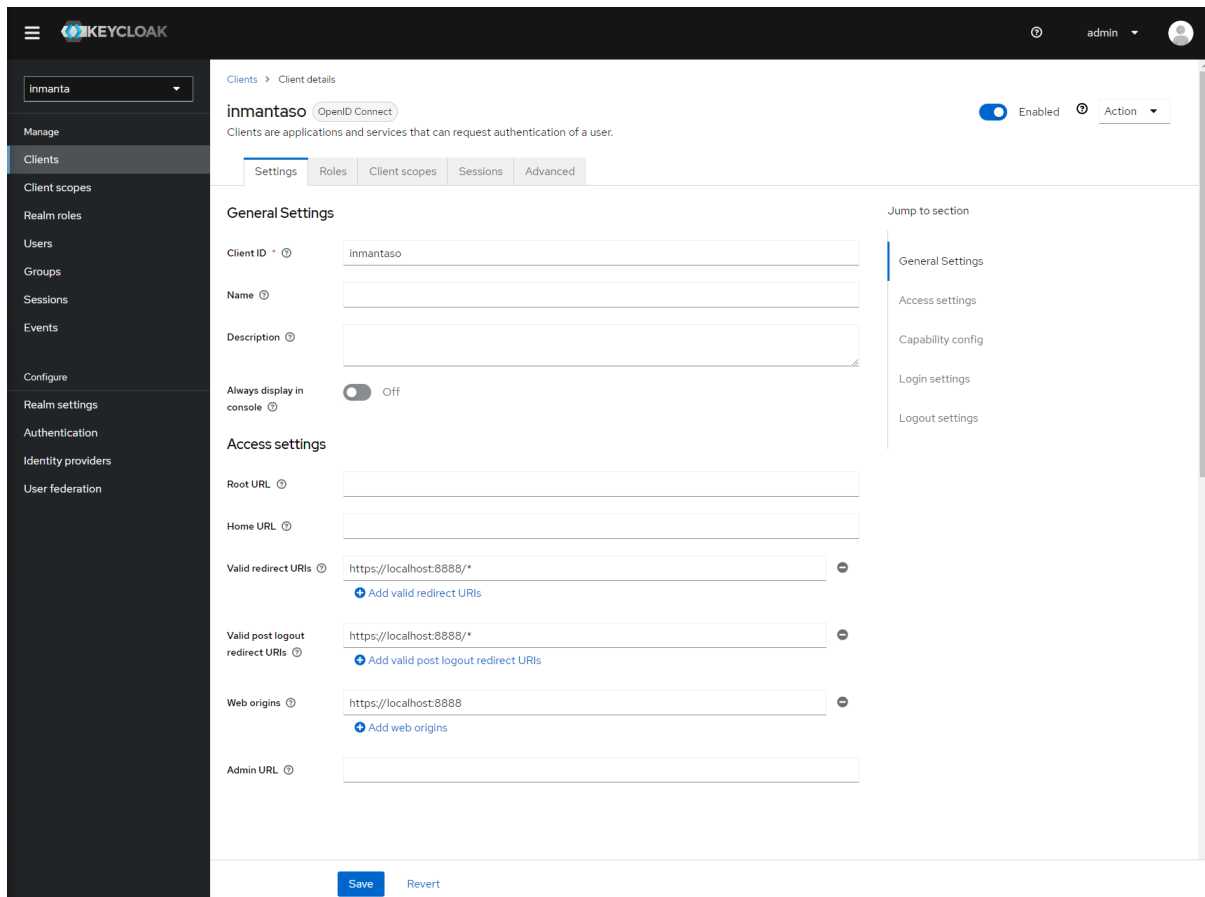 KEYCLOAK
admin
inmanta
Manage
Clients
Client scopes
Realm roles
Users
Groups
Sessions
Events
Configure
Realm settings
Authentication
Identity providers
User federation
Clients > Client details
inmantaso OpenID Connect
Enabled
Action
Clients are applications and services that can request authentication of a user.
Settings Roles Client scopes Sessions Advanced
General Settings
Client ID * inmantaso
Name
Description
Always display in
console
Off
Access settings
Root URL
Home URL
Valid redirect URIs https://localhost:8888/*
Add valid redirect URIs
Valid post logout
redirect URIs
https://localhost:8888/*
Add valid post logout redirect URIs
Web origins https://localhost:8888
Add web origins
Admin URL
Jump to section
General Settings
Access settings
Capability config
Login settings
Logout settings
Save Revert